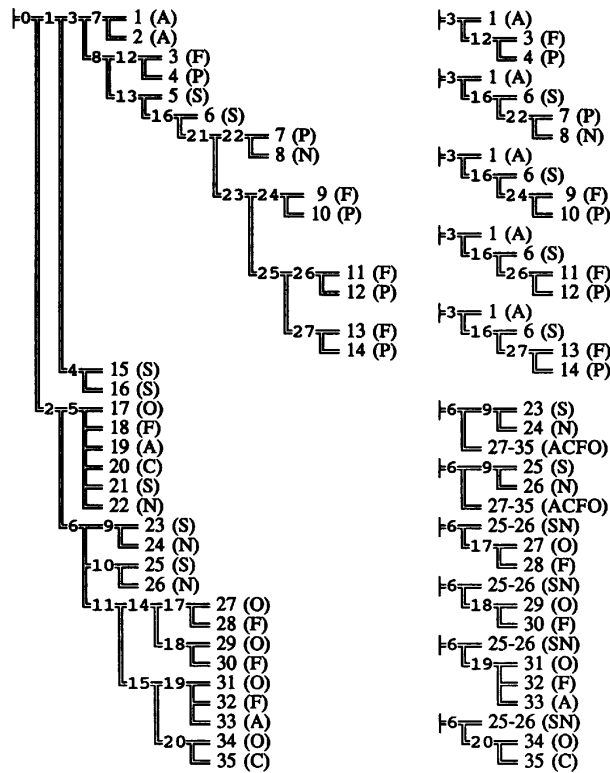 0 1 3 7 1 (A)
2 (A)
8 12 3 (F)
4 (P)
13 5 (S)
16 6 (S)
21 22 7 (P)
8 (N)
23 24 9 (F)
10 (P)
25 26 11 (F)
12 (P)
27 13 (F)
14 (P)
4 15 (S)
16 (S)
2 5 17 (O)
18 (F)
19 (A)
20 (C)
21 (S)
22 (N)
6 9 23 (S)
24 (N)
10 25 (S)
26 (N)
11 14 17 27 (O)
28 (F)
18 29 (O)
30 (F)
15 19 31 (O)
32 (F)
33 (A)
20 34 (O)
35 (C)
3 1 (A)
12 3 (F)
4 (P)
3 1 (A)
16 6 (S)
22 7 (P)
8 (N)
3 1 (A)
16 6 (S)
24 9 (F)
10 (P)
3 1 (A)
16 6 (S)
26 11 (F)
12 (P)
3 1 (A)
16 6 (S)
27 13 (F)
14 (P)
6 9 23 (S)
24 (N)
27-35 (ACFO)
6 9 25 (S)
26 (N)
27-35 (ACFO)
6 25-26 (SN)
17 27 (O)
28 (F)
6 25-26 (SN)
18 29 (O)
30 (F)
6 25-26 (SN)
19 31 (O)
32 (F)
33 (A)
6 25-26 (SN)
20 34 (O)
35 (C)